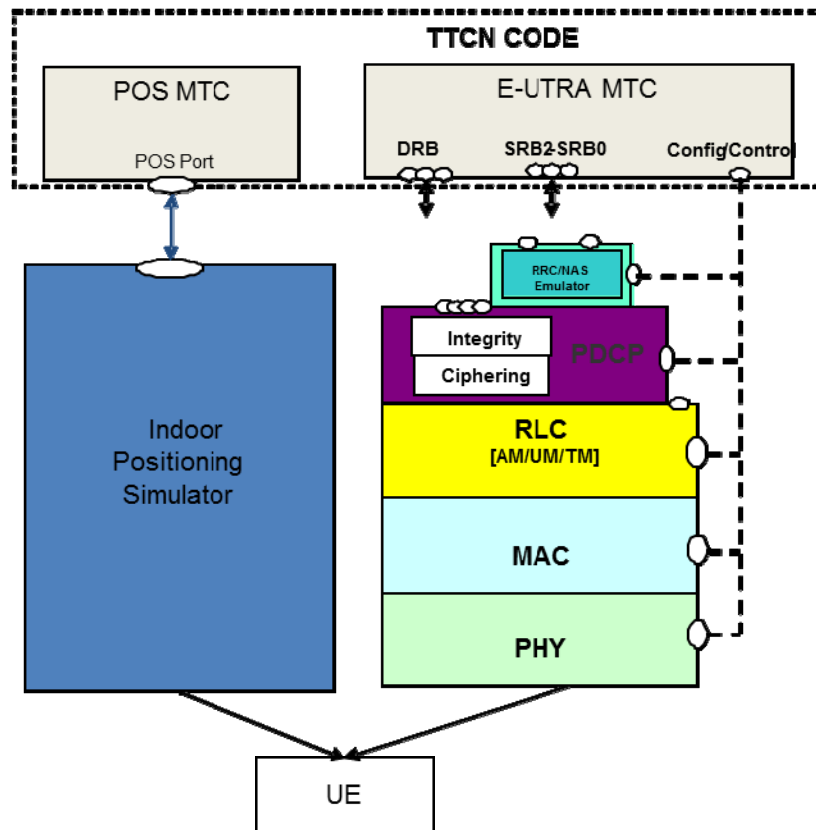 TTCN CODE
POS MTC
POS Port
E-UTRA MTC
DRB
SRB2-SRB0
Config/Control
RRC/NAS
Emulator
Integrity
Ciphering
PDCP
Indoor
Positioning
Simulator
RLC
[AM/UM/TM]
MAC
PHY
UE